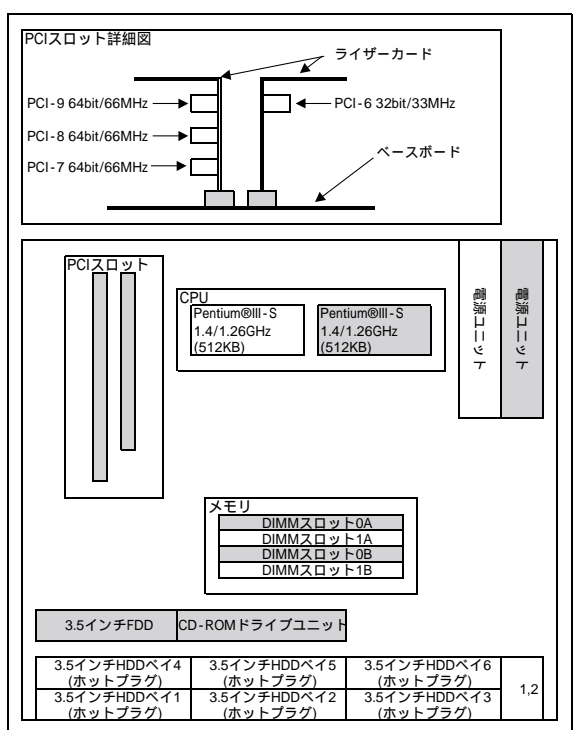 PCIスロット詳細図
ライザーカード
PCI-9 64bit/66MHz
PCI-6 32bit/33MHz
PCI-8 64bit/66MHz
ベースボード
PCI-7 64bit/66MHz
PCIスロット
CPU
Pentium®III-S
1.4/1.26GHz
(512KB)
Pentium®III-S
1.4/1.26GHz
(512KB)
電源ユニット
電源ユニット
メモリ
DIMMスロット0A
DIMMスロット1A
DIMMスロット0B
DIMMスロット1B
3.5インチFDD
CD-ROMドライブユニット
3.5インチHDDベイ4
(ホットプラグ)
3.5インチHDDベイ5
(ホットプラグ)
3.5インチHDDベイ6
(ホットプラグ)
1,2
3.5インチHDDベイ1
(ホットプラグ)
3.5インチHDDベイ2
(ホットプラグ)
3.5インチHDDベイ3
(ホットプラグ)